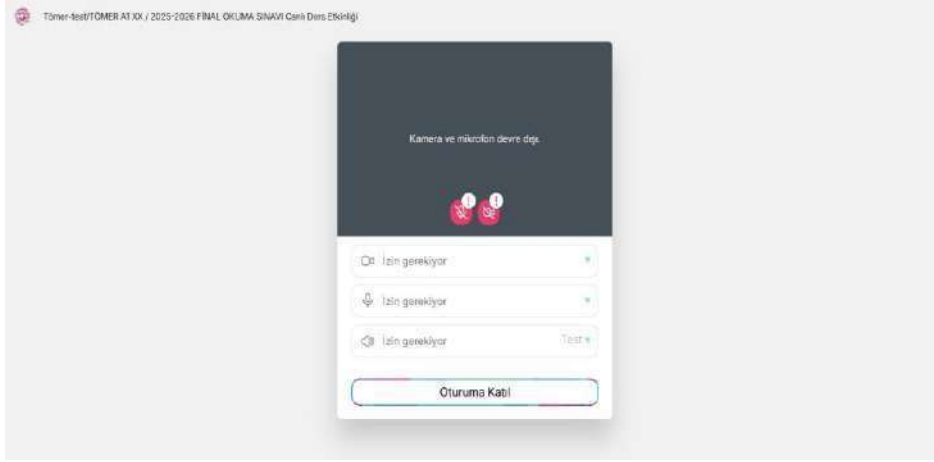 Tömer-test/TÖMER AT XX / 2025-2026 FİNAL OKUMA SINAVI Canlı Ders Etkinliği
Kamera ve mikrofon devre dışı.
İzin gerekiyor
İzin gerekiyor
İzin gerekiyor Test
Oturuma Katıl